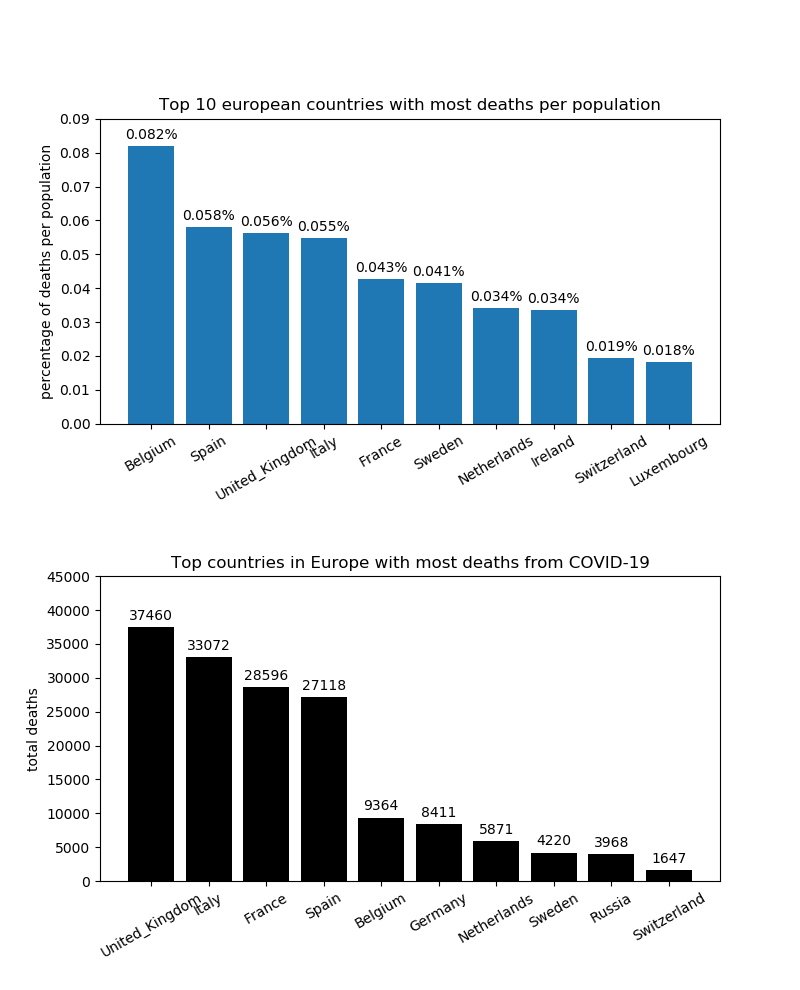 Top 10 european countries with most deaths per population
percentage of deaths per population
0.09
0.08
0.07
0.06
0.05
0.04
0.03
0.02
0.01
0.00
0.082%
0.058%
0.056%
0.055%
0.043%
0.041%
0.034%
0.034%
0.019%
0.018%
Belgium
Spain
United_Kingdom
Italy
France
Sweden
Netherlands
Ireland
Switzerland
Luxembourg
Top countries in Europe with most deaths from COVID-19
total deaths
45000
40000
35000
30000
25000
20000
15000
10000
5000
0
37460
33072
28596
27118
9364
8411
5871
4220
3968
1647
United_Kingdom
Italy
France
Spain
Belgium
Germany
Netherlands
Sweden
Russia
Switzerland